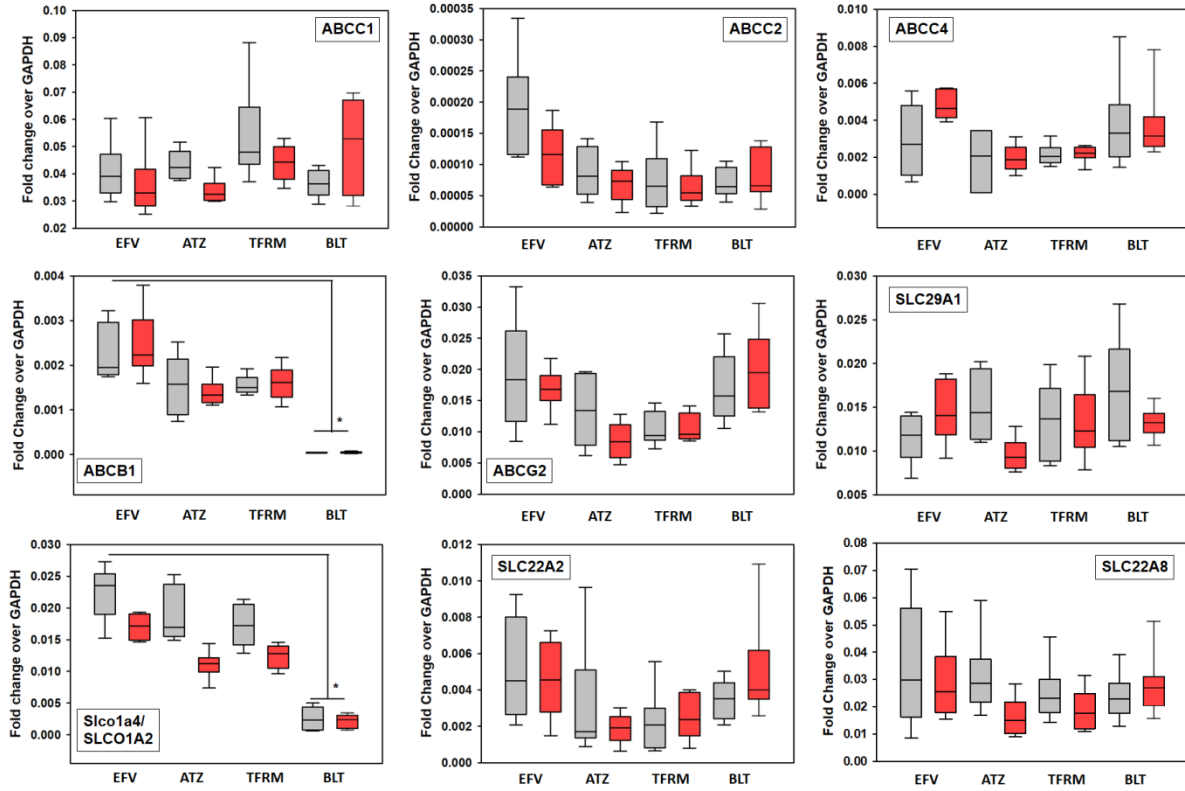 ABCC1
Fold Change over GAPDH
0.10
0.09
0.08
0.07
0.06
0.05
0.04
0.03
0.02
EFV ATZ TFRM BLT
ABCC2
Fold Change over GAPDH
0.00035
0.00030
0.00025
0.00020
0.00015
0.00010
0.00005
0.00000
EFV ATZ TFRM BLT
ABCC4
Fold Change over GAPDH
0.010
0.008
0.006
0.004
0.002
0.000
EFV ATZ TFRM BLT
ABCB1
Fold Change over GAPDH
0.004
0.003
0.002
0.001
0.000
*
EFV ATZ TFRM BLT
ABCG2
Fold Change over GAPDH
0.035
0.030
0.025
0.020
0.015
0.010
0.005
0.000
EFV ATZ TFRM BLT
SLC29A1
Fold Change over GAPDH
0.030
0.025
0.020
0.015
0.010
0.005
EFV ATZ TFRM BLT
Slco1a4/
SLCO1A2
Fold change over GAPDH
0.030
0.025
0.020
0.015
0.010
0.005
0.000
*
EFV ATZ TFRM BLT
SLC22A2
Fold Change over GAPDH
0.012
0.010
0.008
0.006
0.004
0.002
0.000
EFV ATZ TFRM BLT
SLC22A8
Fold Change over GAPDH
0.08
0.07
0.06
0.05
0.04
0.03
0.02
0.01
0.00
EFV ATZ TFRM BLT